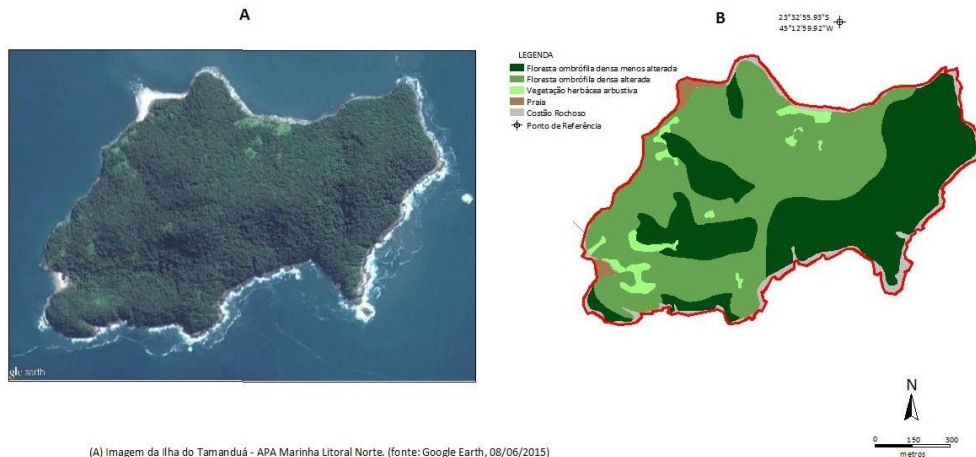 A
B
23°32'55.93"S
45°12'59.92"W
LEGENDA
Floresta ombrófila densa menos alterada
Floresta ombrófila densa alterada
Vegetação herbácea arbustiva
Praia
Costão Rochoso
Ponto de Referência
earth
N
0 150 300
metros
(A) Imagem da Ilha do Tamanduá - APA Marinha Litoral Norte. (fonte: Google Earth, 08/06/2015)